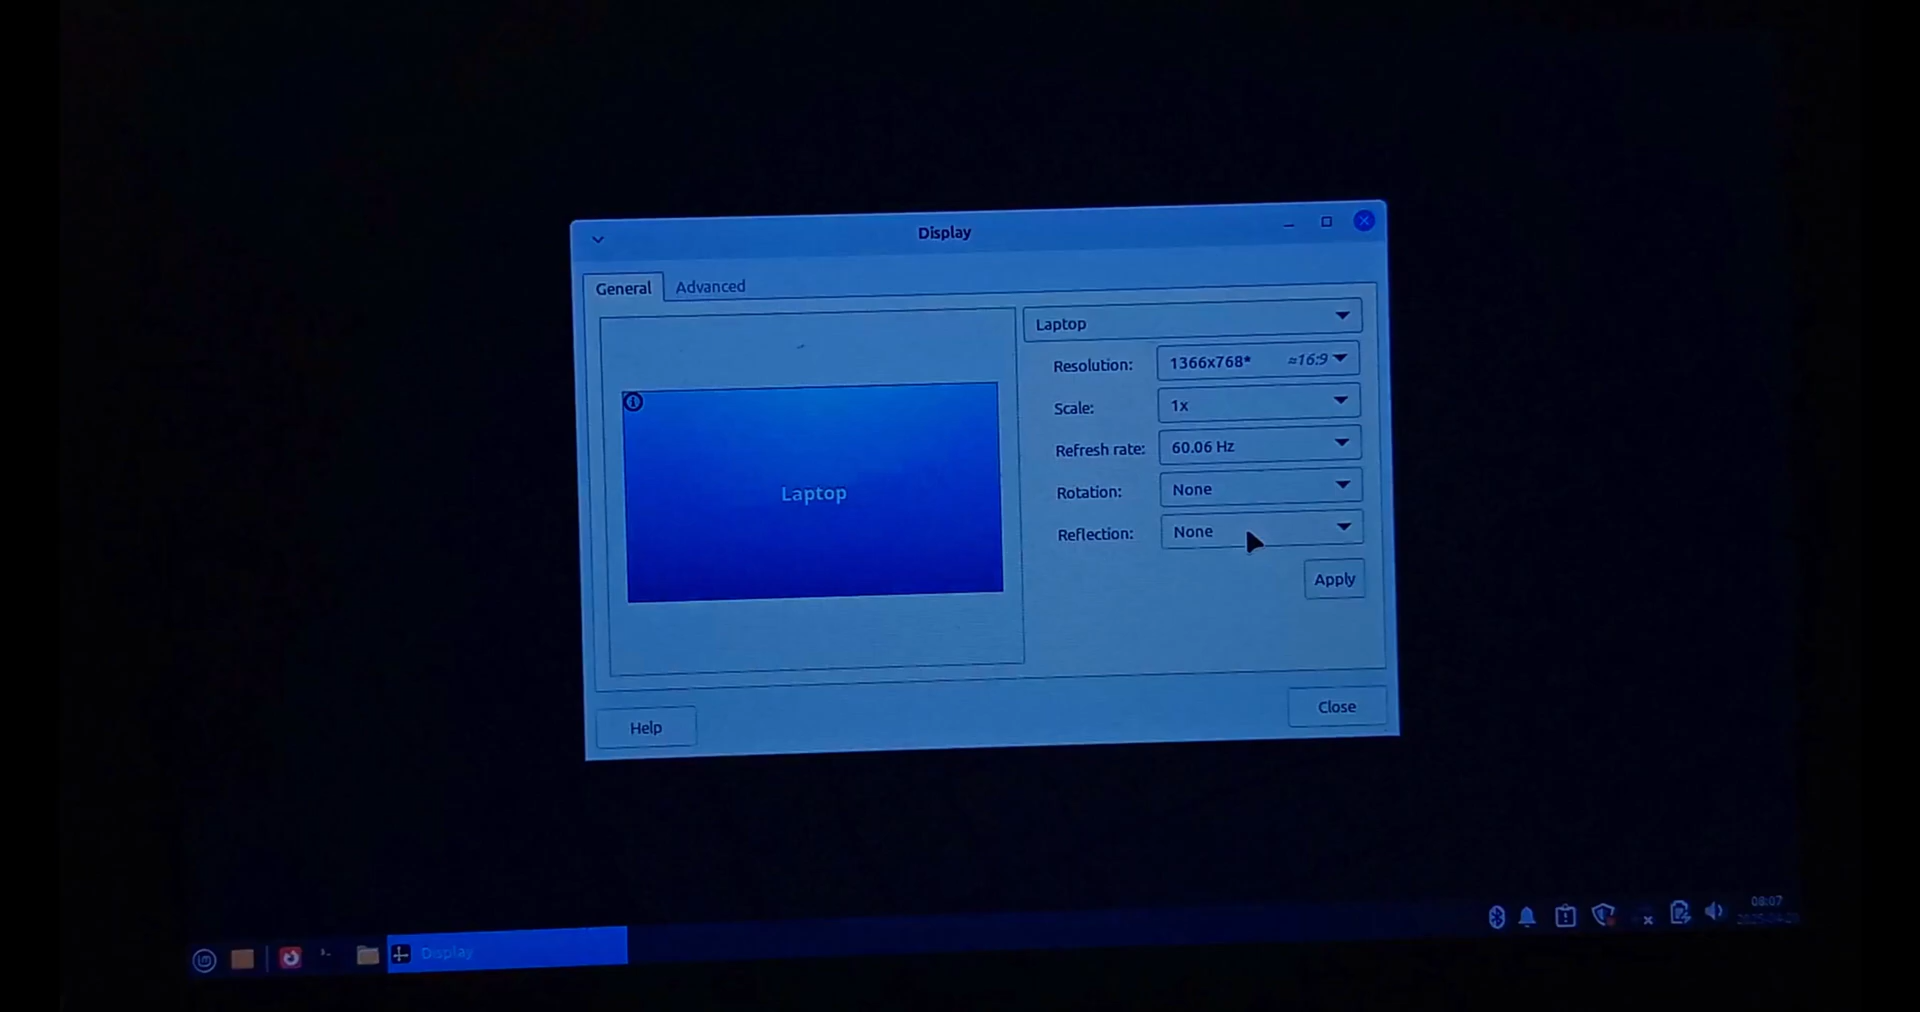 Display
General Advanced
Laptop
Resolution: 1366x768* ≈16:9
Scale: 1x
Refresh rate: 60.06 Hz
Rotation: None
Laptop
Reflection: None
Apply
Help
Close
Display
08:07